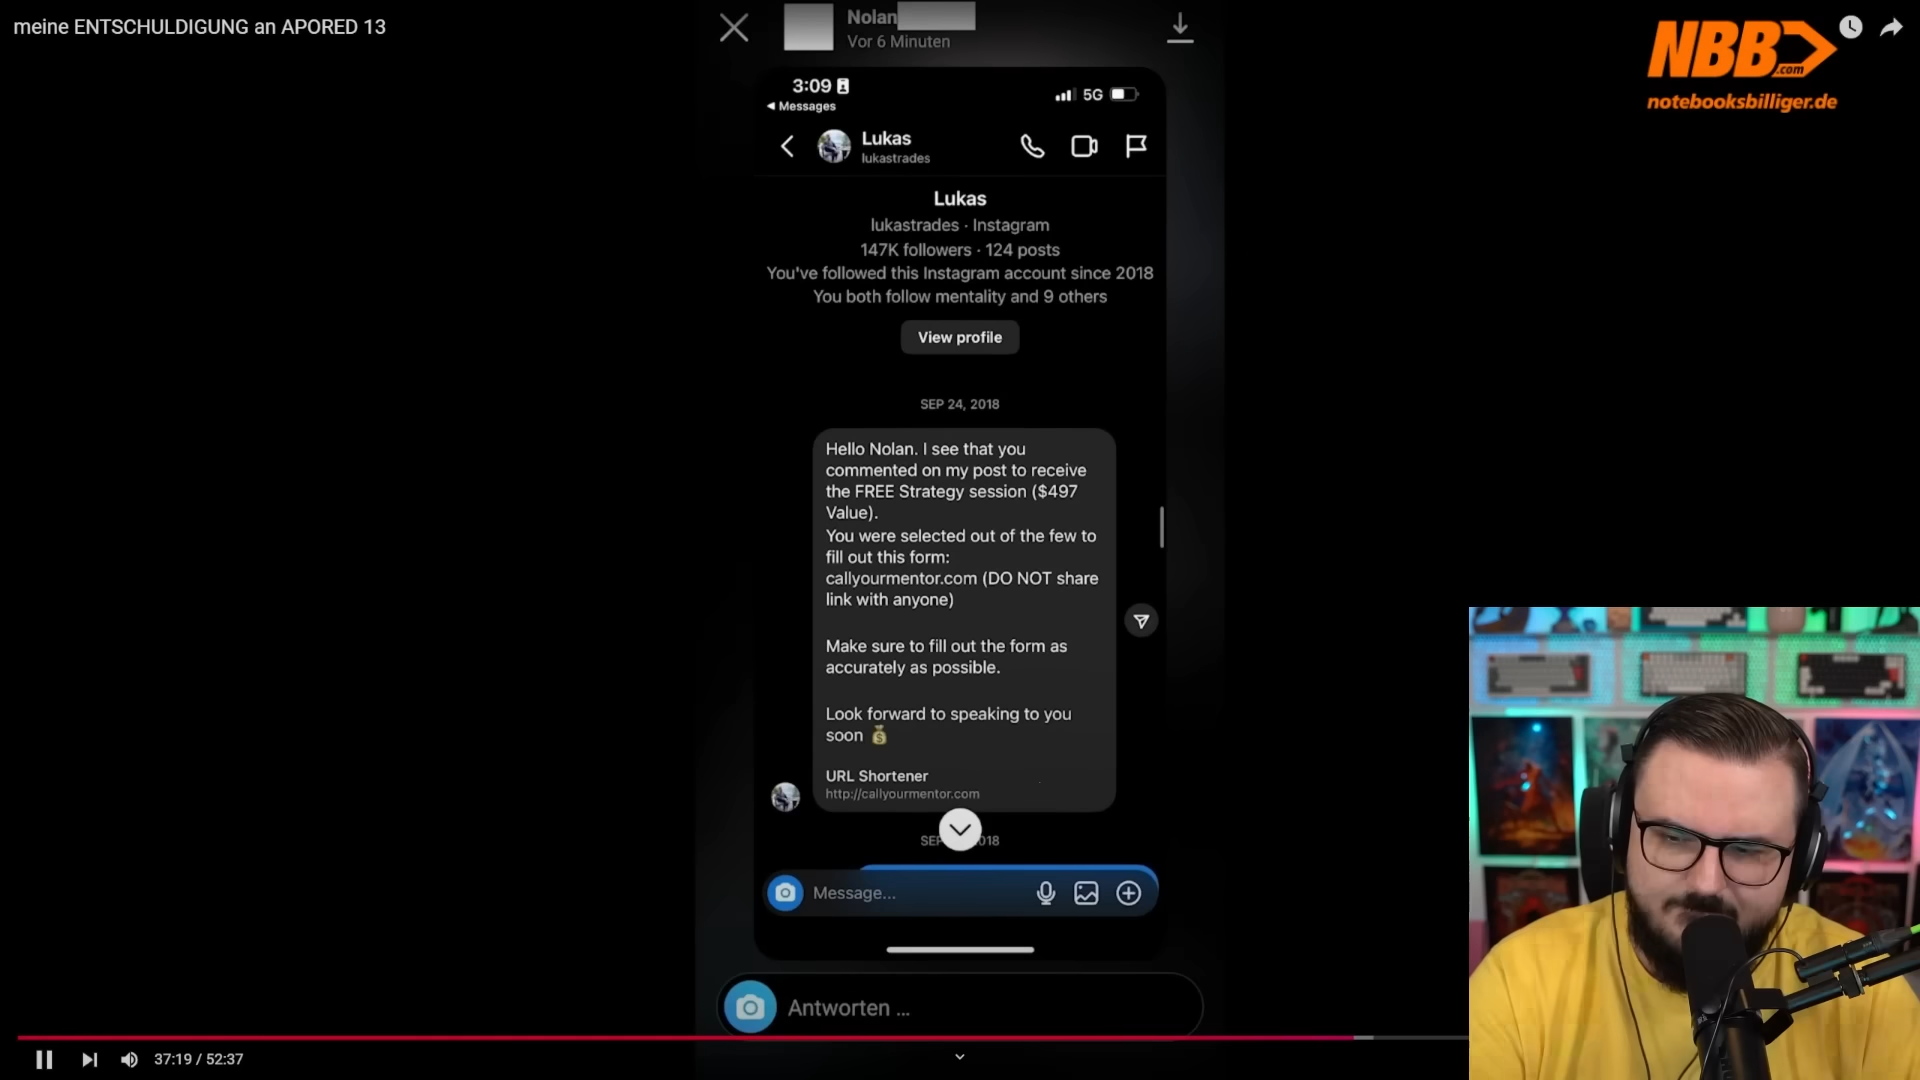 meine ENTSCHULDIGUNG an APORED 13
NBB.com
notebooksbilliger.de
Nolan
Vor 6 Minuten
3:09
5G
Messages
Lukas
lukastrades
Lukas
lukastrades · Instagram
147K followers · 124 posts
You've followed this Instagram account since 2018
You both follow mentality and 9 others
View profile
SEP 24, 2018
Hello Nolan. I see that you
commented on my post to receive
the FREE Strategy session ($497
Value).
You were selected out of the few to
fill out this form:
callyourmentor.com (DO NOT share
link with anyone)
Make sure to fill out the form as
accurately as possible.
Look forward to speaking to you
soon 💰
URL Shortener
http://callyourmentor.com
Message...
Antworten ...
37:19 / 52:37